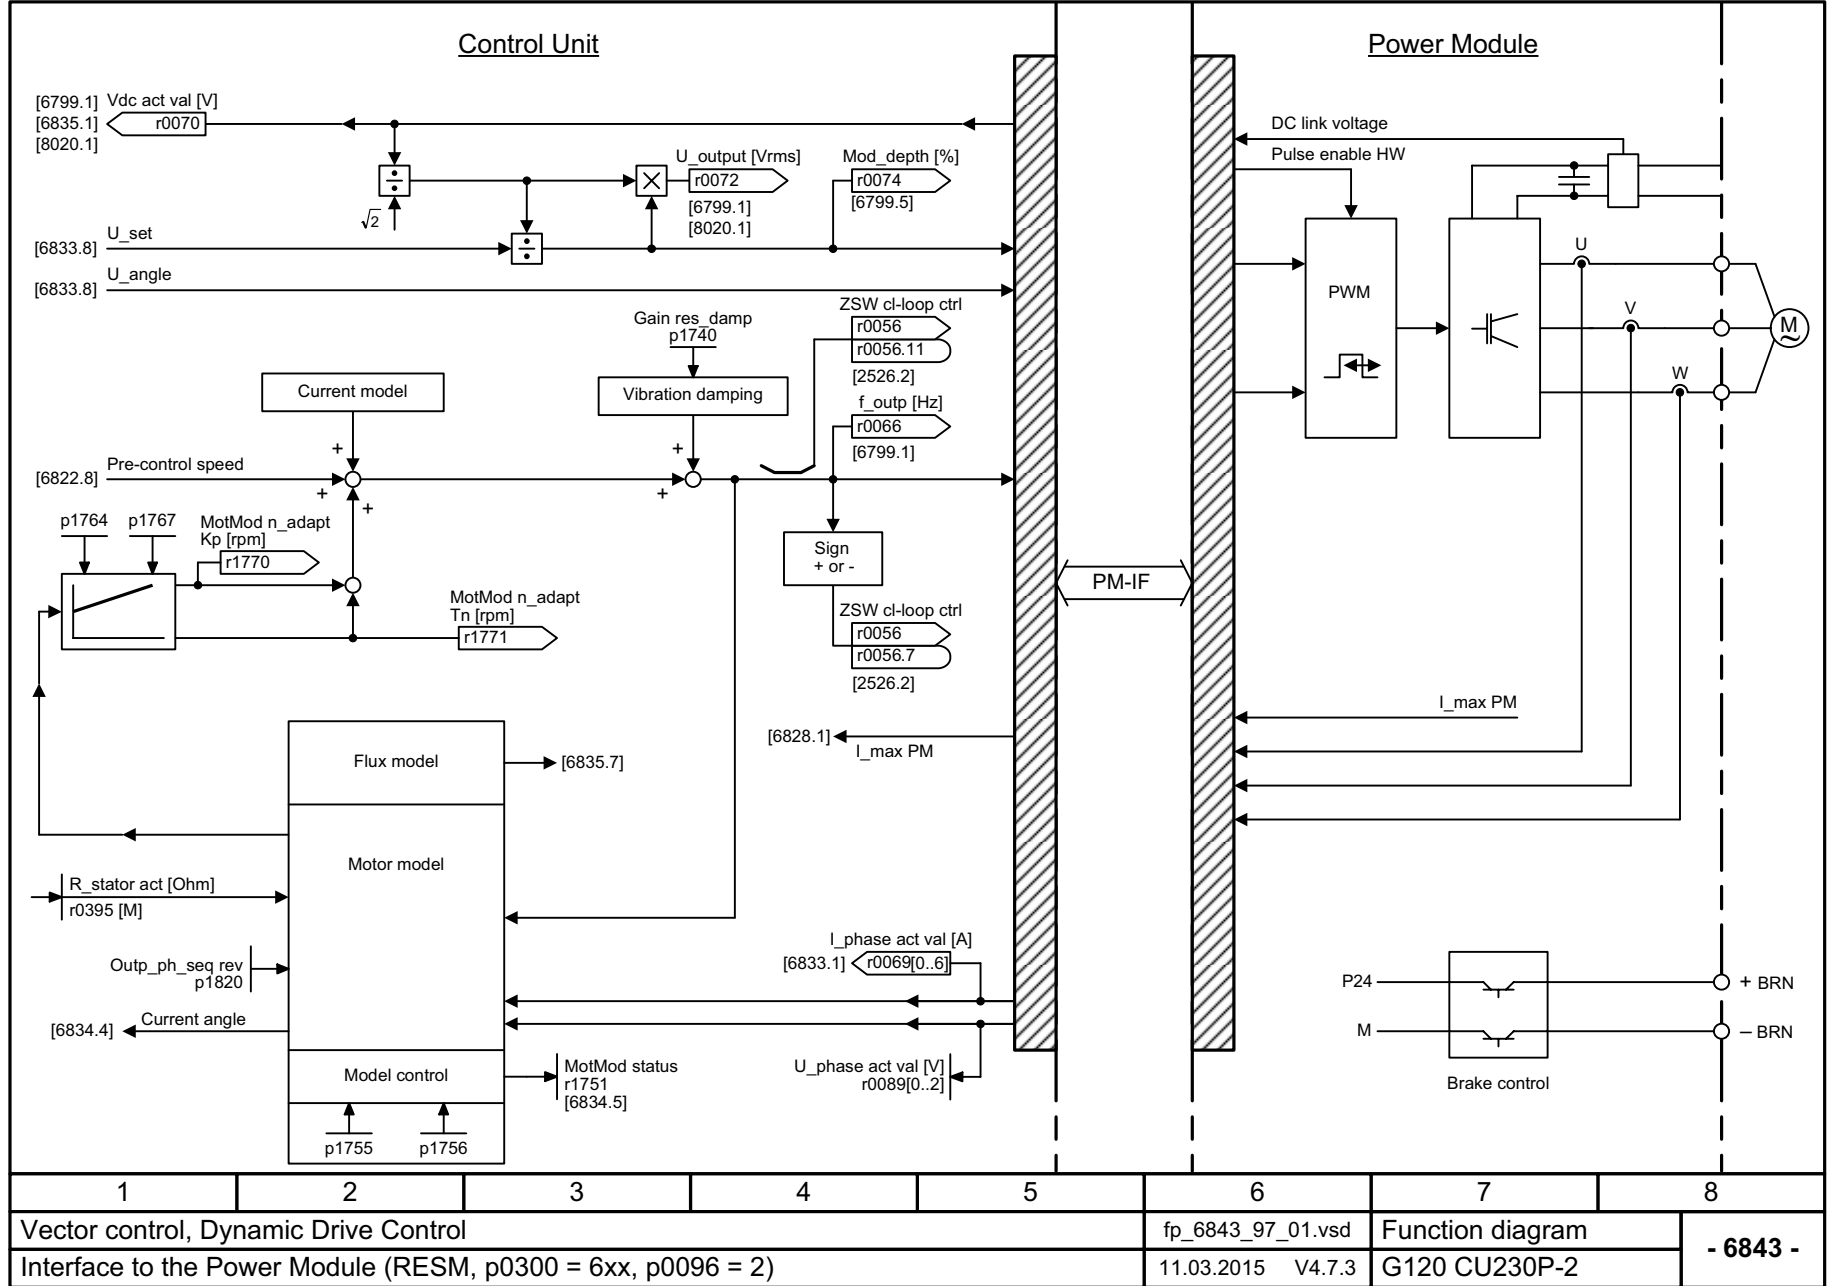 Control Unit
Power Module
[6799.1] Vdc act val [V]
[6835.1] r0070
[8020.1]
DC link voltage
Pulse enable HW
÷
√2
×
U_output [Vrms]
r0072
[6799.1]
[8020.1]
Mod_depth [%]
r0074
[6799.5]
U_set
[6833.8]
÷
U_angle
[6833.8]
U
V
W
PWM
M
~
Gain res_damp
p1740
Vibration damping
ZSW cl-loop ctrl
r0056
r0056.11
[2526.2]
f_outp [Hz]
r0066
[6799.1]
Current model
+
+
+
+
+
[6822.8] Pre-control speed
p1764 p1767
MotMod n_adapt
Kp [rpm]
r1770
MotMod n_adapt
Tn [rpm]
r1771
Sign
+ or -
ZSW cl-loop ctrl
r0056
r0056.7
[2526.2]
PM-IF
I_max PM
[6828.1]
I_max PM
Flux model
[6835.7]
Motor model
R_stator act [Ohm]
r0395 [M]
Outp_ph_seq rev
p1820
[6834.4] Current angle
I_phase act val [A]
[6833.1] r0069[0..6]
U_phase act val [V]
r0089[0..2]
Model control
MotMod status
r1751
[6834.5]
p1755 p1756
P24
M
+ BRN
– BRN
Brake control
1 2 3 4 5 6 7 8
Vector control, Dynamic Drive Control
fp_6843_97_01.vsd
Function diagram
- 6843 -
Interface to the Power Module (RESM, p0300 = 6xx, p0096 = 2)
11.03.2015 V4.7.3
G120 CU230P-2